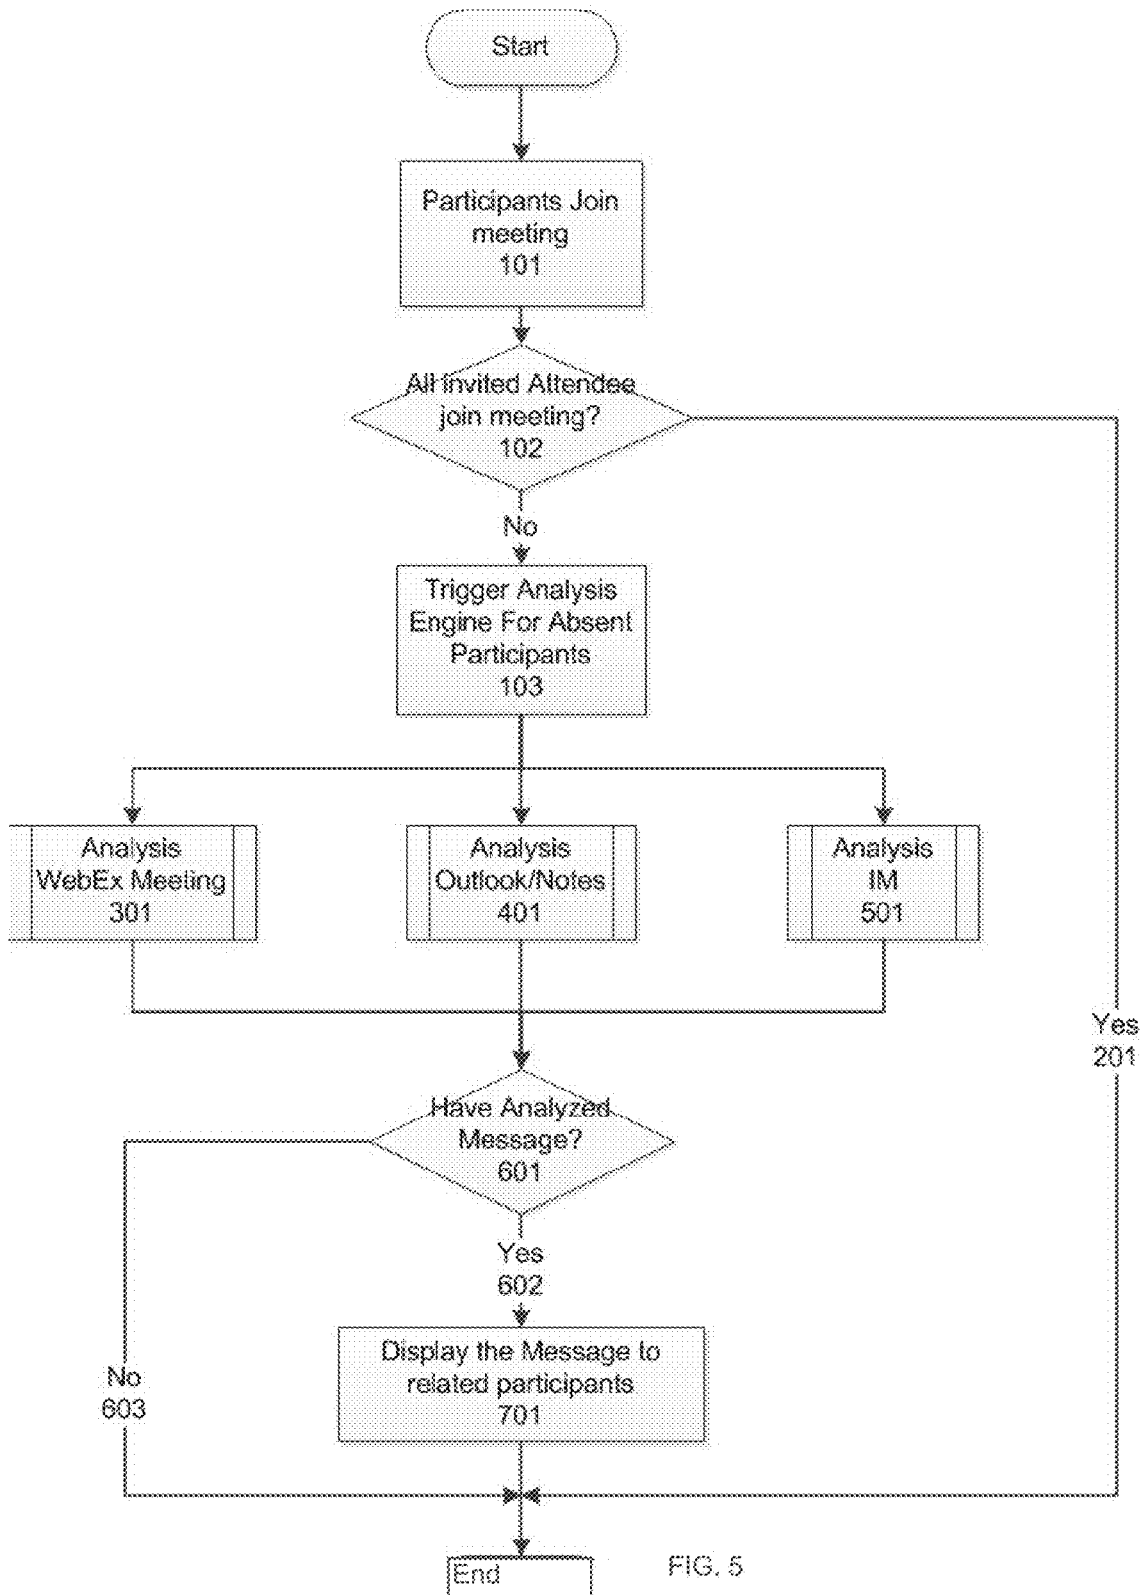 Start
Participants Join
meeting
101
All Invited Attendee
join meeting?
102
No
Trigger Analysis
Engine For Absent
Participants
103
Analysis
WebEx Meeting
301
Analysis
Outlook/Notes
401
Analysis
IM
501
Yes
201
Have Analyzed
Message?
601
Yes
602
No
603
Display the Message to
related participants
701
End
FIG. 5